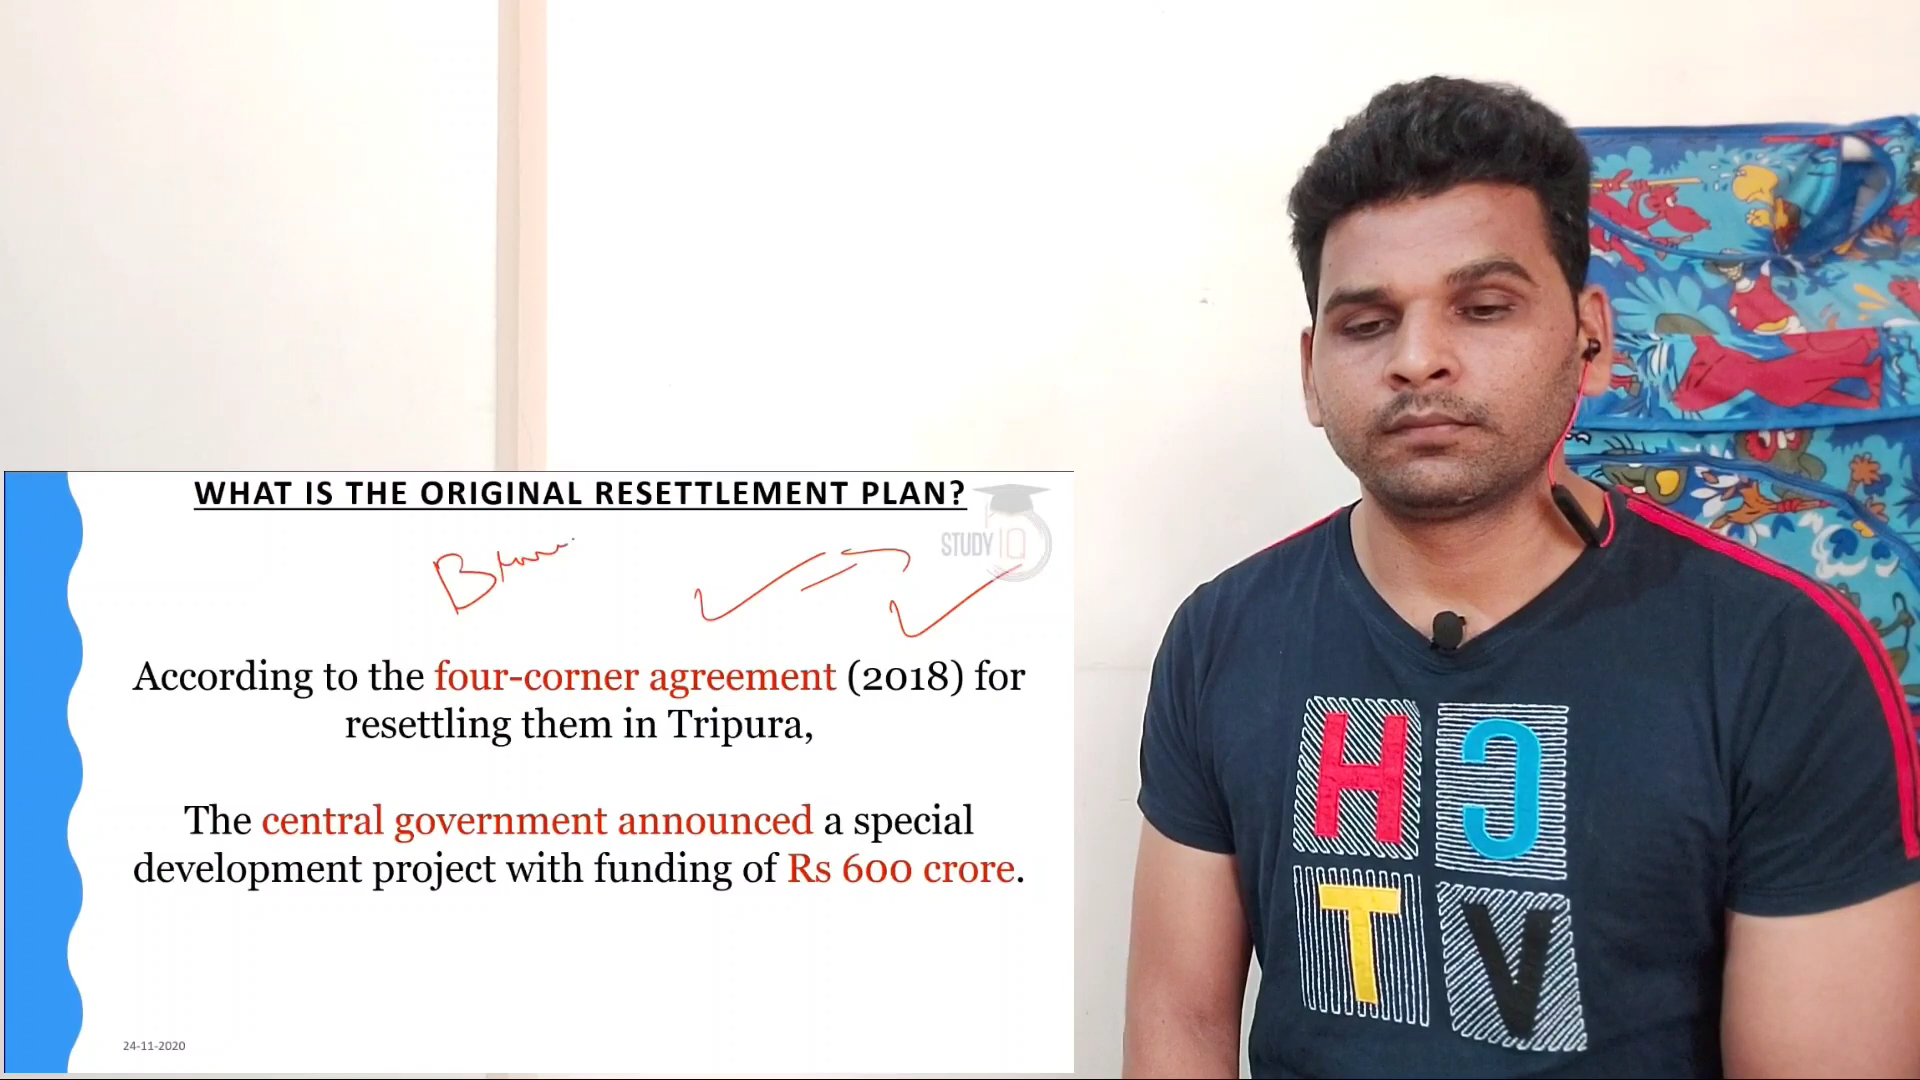 WHAT IS THE ORIGINAL RESETTLEMENT PLAN?
STUDY IQ
According to the four-corner agreement (2018) for
resettling them in Tripura,
The central government announced a special
development project with funding of Rs 600 crore.
24-11-2020
H C
T V